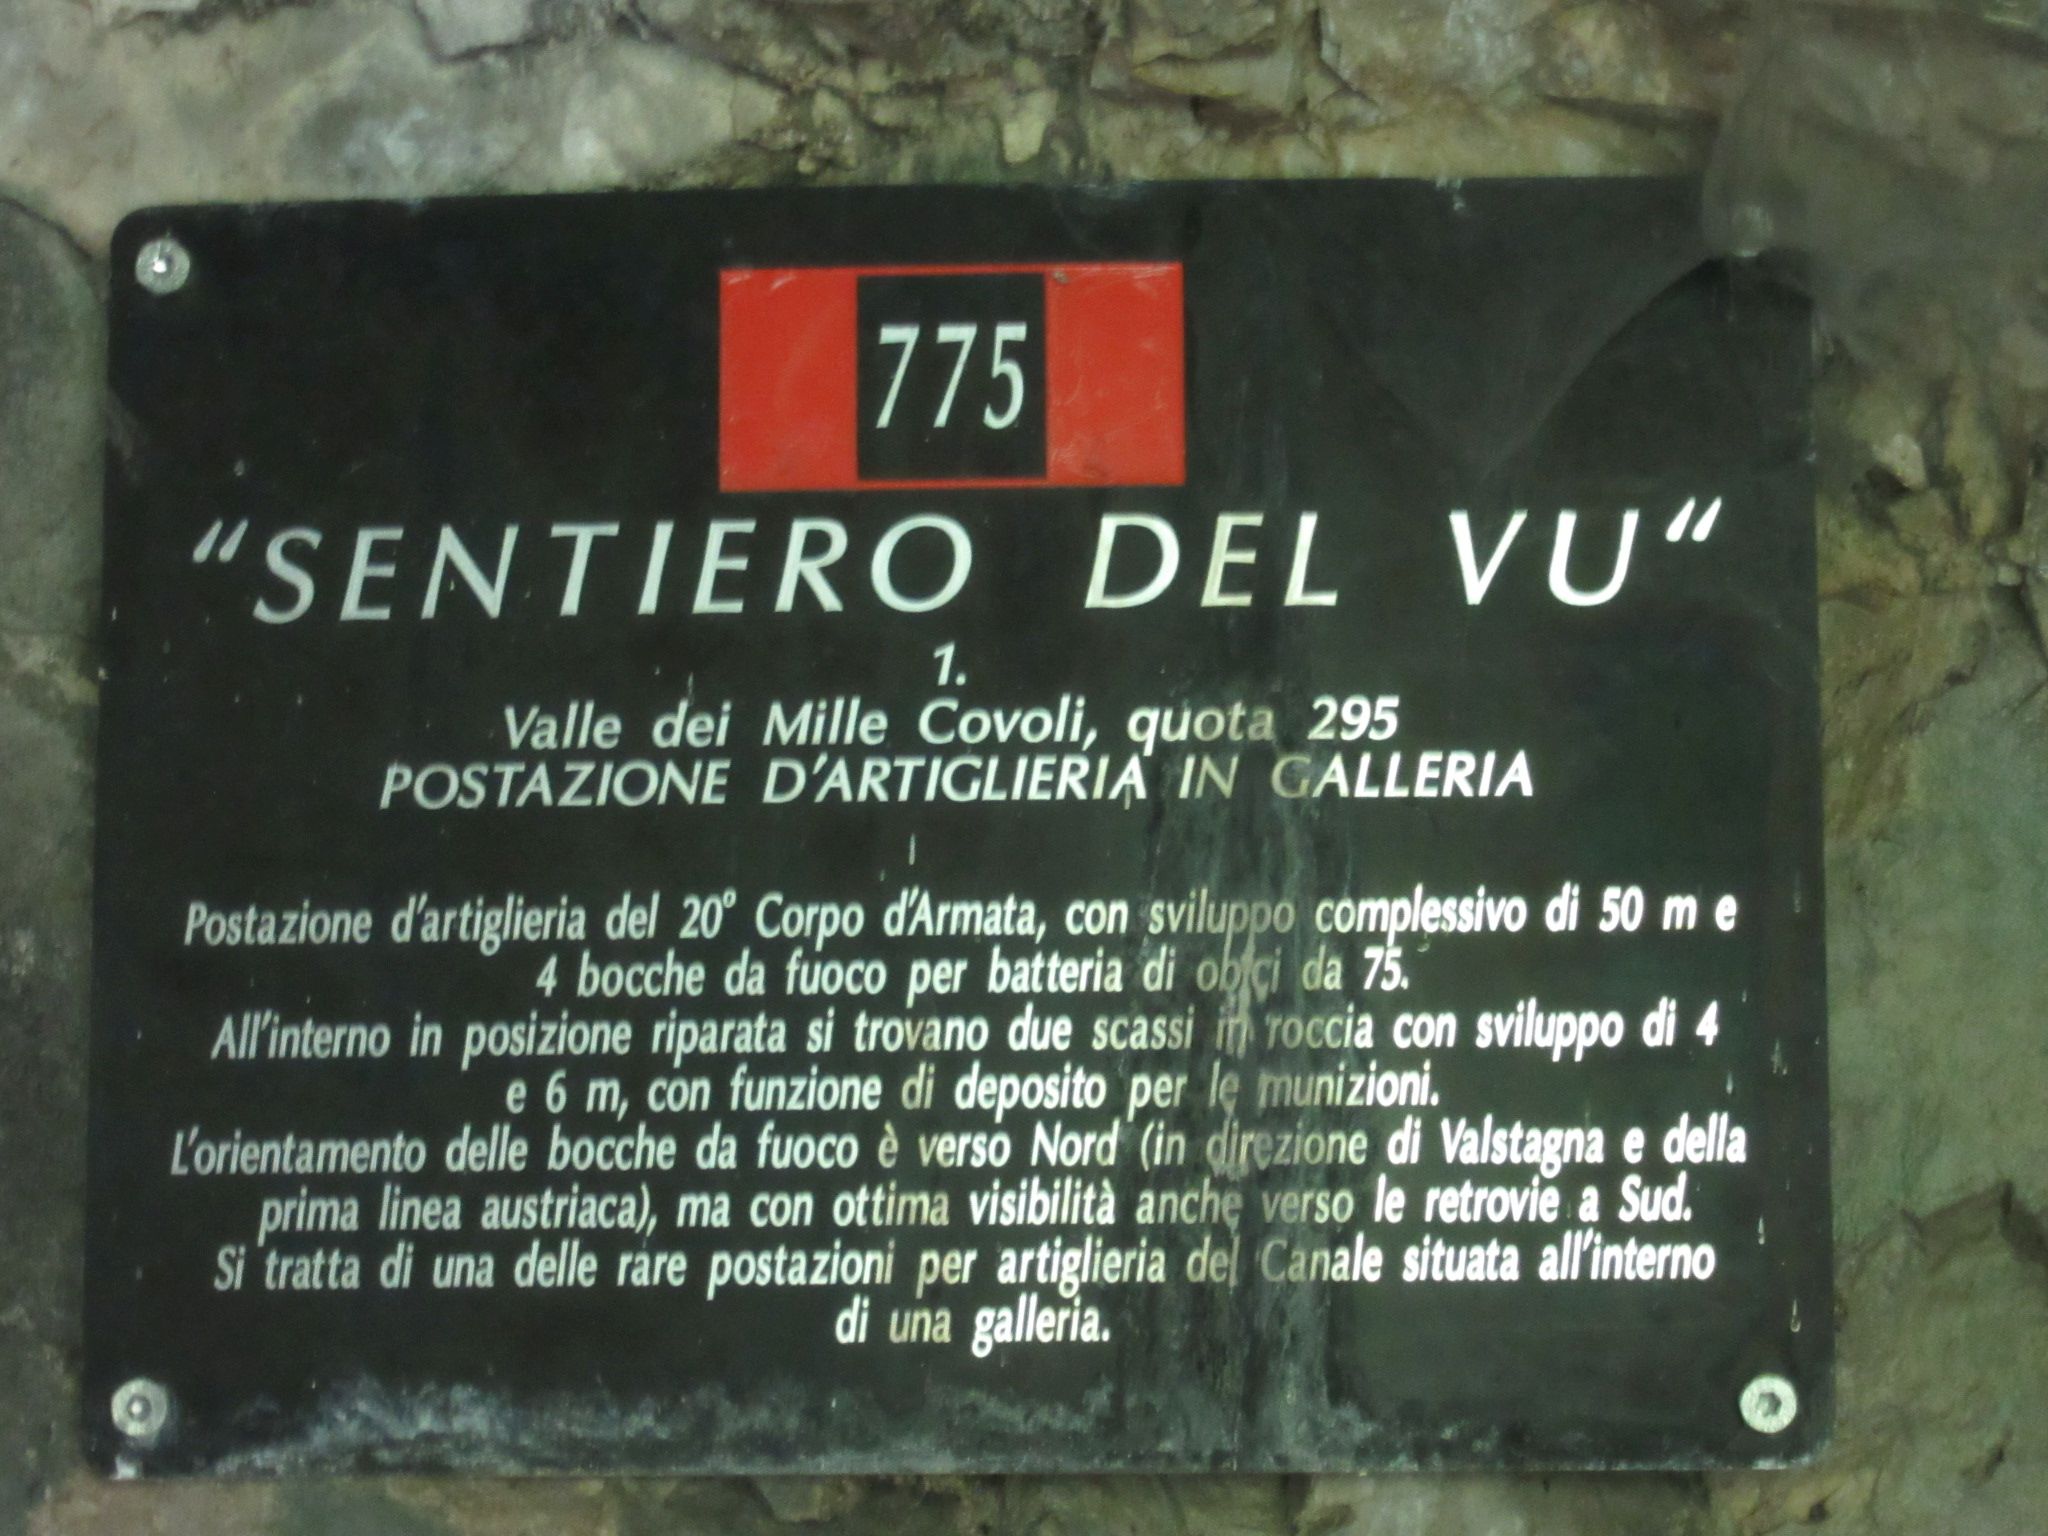 775
“SENTIERO DEL VU“
1.
Valle dei Mille Covoli, quota 295
POSTAZIONE D'ARTIGLIERIA IN GALLERIA
Postazione d'artiglieria del 20° Corpo d'Armata, con sviluppo complessivo di 50 m e
4 bocche da fuoco per batteria di obici da 75.
All'interno in posizione riparata si trovano due scassi in roccia con sviluppo di 4
e 6 m, con funzione di deposito per le munizioni.
L'orientamento delle bocche da fuoco è verso Nord (in direzione di Valstagna e della
prima linea austriaca), ma con ottima visibilità anche verso le retrovie a Sud.
Si tratta di una delle rare postazioni per artiglieria del Canale situata all'interno
di una galleria.